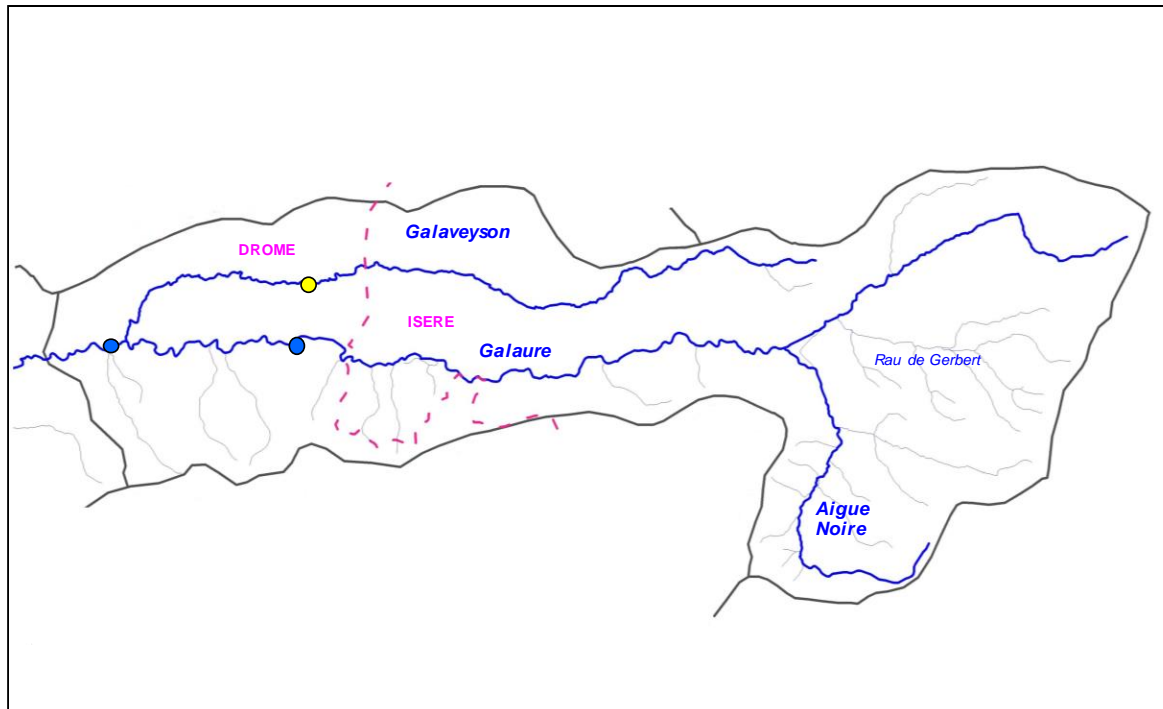 Galaveyson
DROME
ISERE
Galaure
Rau de Gerbert
Aigue
Noire